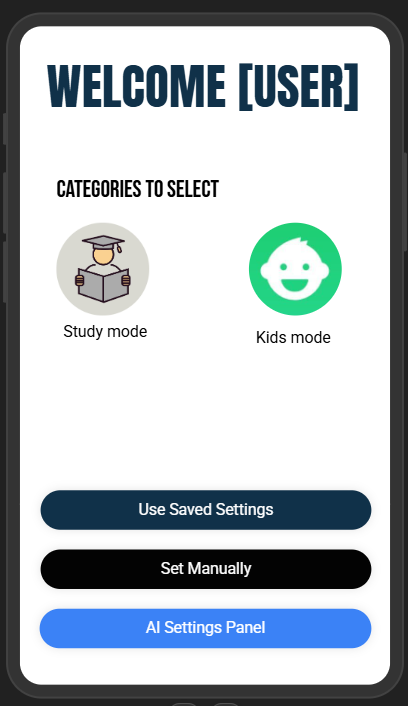 WELCOME [USER]
CATEGORIES TO SELECT
Study mode
Kids mode
Use Saved Settings
Set Manually
AI Settings Panel